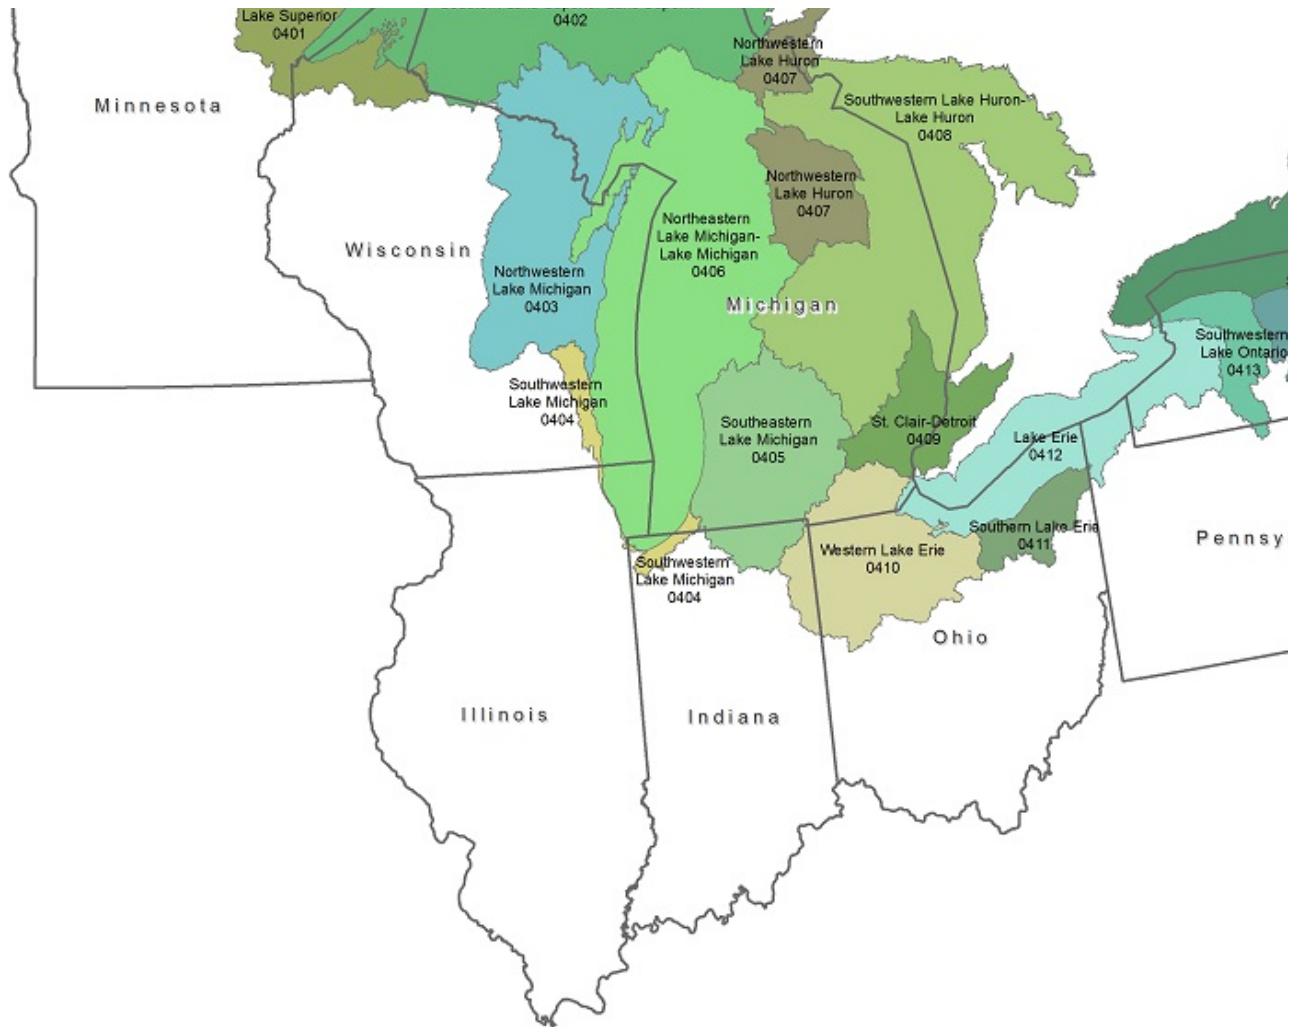 Lake Superior
0401
0402
Northwestern
Lake Huron
0407
Minnesota
Southwestern Lake Huron-
Lake Huron
0408
Northwestern
Lake Huron
0407
Wisconsin
Northeastern
Lake Michigan-
Lake Michigan
0406
Northwestern
Lake Michigan
0403
Michigan
Southwestern
Lake Ontario
0413
Southwestern
Lake Michigan
0404
Southeastern
Lake Michigan
0405
St. Clair-Detroit
0409
Lake Erie
0412
Southern Lake Erie
0411
Western Lake Erie
0410
Southwestern
Lake Michigan
0404
Pennsy
Ohio
Illinois
Indiana